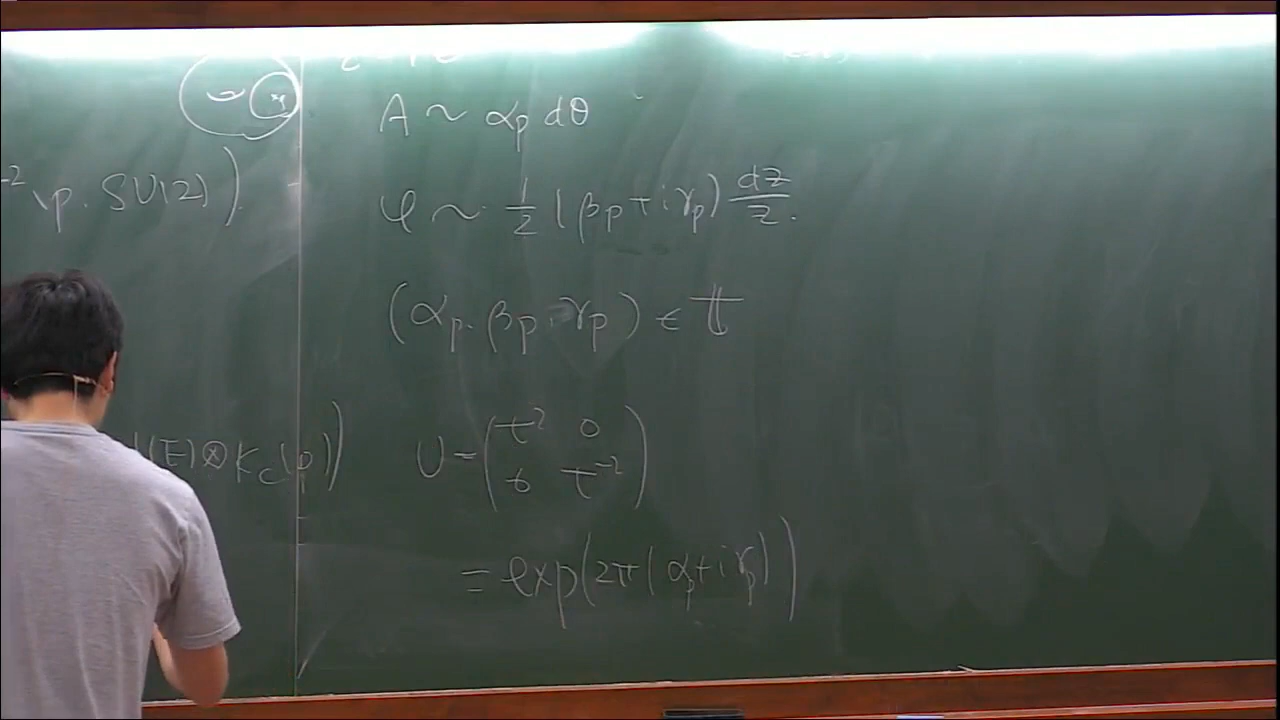 -2 \p. SU(2))
(E)⊗K_C(p))
A ~ α_p dθ
φ ~ 1/2 (β_p + iγ_p) dz/z.
(α_p. β_p. γ_p) ∈ 𝕋
U = (t^2 0
t^{-2})
= exp(2π(α_p + iγ_p))